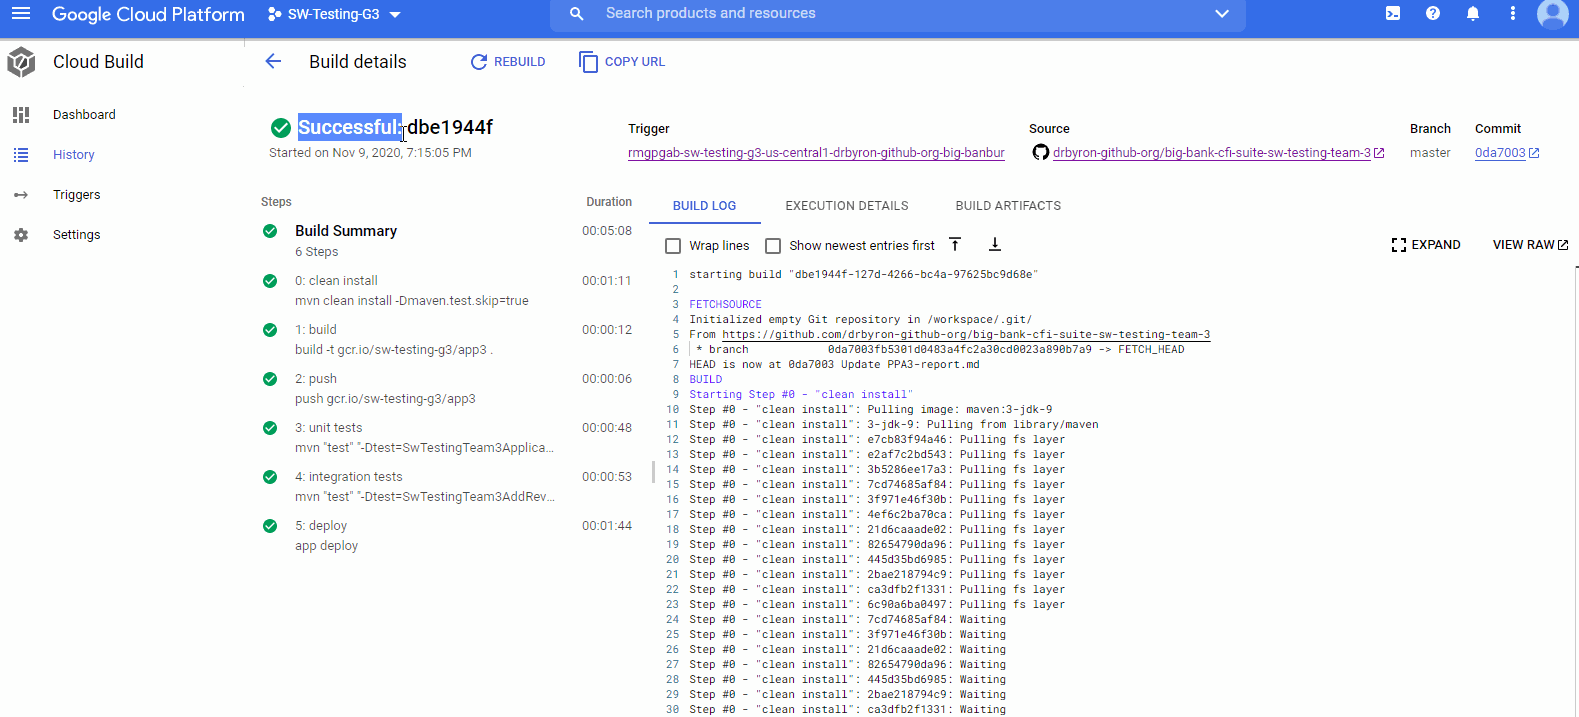 Google Cloud Platform
SW-Testing-G3
Search products and resources
Cloud Build
Build details
REBUILD
COPY URL
Dashboard
History
Triggers
Settings
Successful: dbe1944f
Started on Nov 9, 2020, 7:15:05 PM
Trigger
rmgpgab-sw-testing-g3-us-central1-drbyron-github-org-big-banbur
Source
drbyron-github-org/big-bank-cfi-suite-sw-testing-team-3
Branch
master
Commit
0da7003
Steps
Duration
Build Summary
00:05:08
6 Steps
0: clean install
00:01:11
mvn clean install -Dmaven.test.skip=true
1: build
00:00:12
build -t gcr.io/sw-testing-g3/app3 .
2: push
00:00:06
push gcr.io/sw-testing-g3/app3
3: unit tests
00:00:48
mvn "test" "-Dtest=SwTestingTeam3Applica...
4: integration tests
00:00:53
mvn "test" "-Dtest=SwTestingTeam3AddRev...
5: deploy
00:01:44
app deploy
BUILD LOG
EXECUTION DETAILS
BUILD ARTIFACTS
Wrap lines
Show newest entries first
EXPAND
VIEW RAW
1 starting build "dbe1944f-127d-4266-bc4a-97625bc9d68e"
2
3 FETCHSOURCE
4 Initialized empty Git repository in /workspace/.git/
5 From https://github.com/drbyron-github-org/big-bank-cfi-suite-sw-testing-team-3
6 * branch 0da7003fb5301d0483a4fc2a30cd0023a890b7a9 -> FETCH_HEAD
7 HEAD is now at 0da7003 Update PPA3-report.md
8 BUILD
9 Starting Step #0 - "clean install"
10 Step #0 - "clean install": Pulling image: maven:3-jdk-9
11 Step #0 - "clean install": 3-jdk-9: Pulling from library/maven
12 Step #0 - "clean install": e7cb83f94a46: Pulling fs layer
13 Step #0 - "clean install": e2af7c2bd543: Pulling fs layer
14 Step #0 - "clean install": 3b5286ee17a3: Pulling fs layer
15 Step #0 - "clean install": 7cd74685af84: Pulling fs layer
16 Step #0 - "clean install": 3f971e46f30b: Pulling fs layer
17 Step #0 - "clean install": 4ef6c2ba70ca: Pulling fs layer
18 Step #0 - "clean install": 21d6caaade02: Pulling fs layer
19 Step #0 - "clean install": 82654790da96: Pulling fs layer
20 Step #0 - "clean install": 445d35bd6985: Pulling fs layer
21 Step #0 - "clean install": 2bae218794c9: Pulling fs layer
22 Step #0 - "clean install": ca3dfb2f1331: Pulling fs layer
23 Step #0 - "clean install": 6c90a6ba0497: Pulling fs layer
24 Step #0 - "clean install": 7cd74685af84: Waiting
25 Step #0 - "clean install": 3f971e46f30b: Waiting
26 Step #0 - "clean install": 21d6caaade02: Waiting
27 Step #0 - "clean install": 82654790da96: Waiting
28 Step #0 - "clean install": 445d35bd6985: Waiting
29 Step #0 - "clean install": 2bae218794c9: Waiting
30 Step #0 - "clean install": ca3dfb2f1331: Waiting